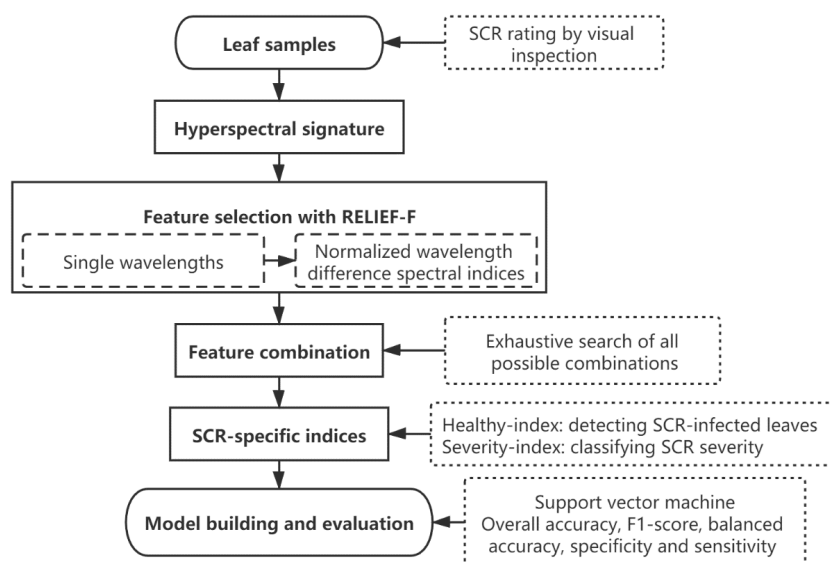 Leaf samples
SCR rating by visual
inspection
Hyperspectral signature
Feature selection with RELIEF-F
Single wavelengths
Normalized wavelength
difference spectral indices
Feature combination
Exhaustive search of all
possible combinations
SCR-specific indices
Healthy-index: detecting SCR-infected leaves
Severity-index: classifying SCR severity
Model building and evaluation
Support vector machine
Overall accuracy, F1-score, balanced
accuracy, specificity and sensitivity